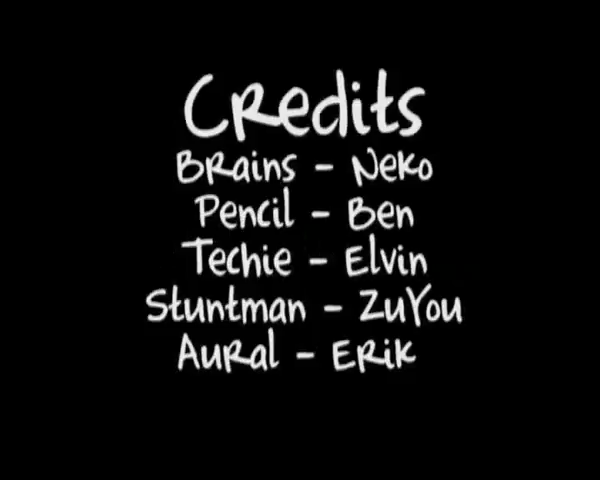 Credits
Brains - Neko
Pencil - Ben
Techie - Elvin
Stuntman - ZuYou
Aural - Erik